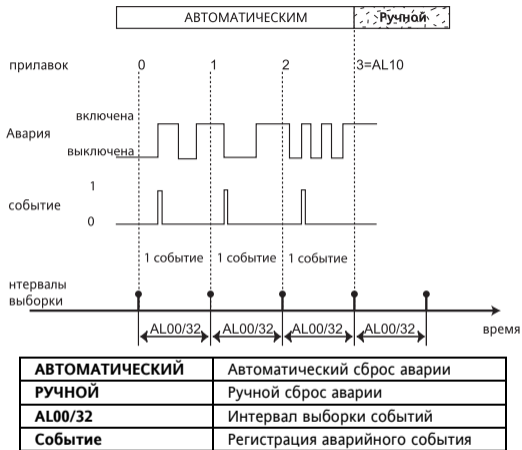 АВТОМАТИЧЕСКИМ Ручной
прилавок 0 1 2 3=AL10
включена
Авария
выключена
1
событие
0
1 событие 1 событие 1 событие
нтервалы
выборки
AL00/32 AL00/32 AL00/32 AL00/32 время
АВТОМАТИЧЕСКИЙ Автоматический сброс аварии
РУЧНОЙ Ручной сброс аварии
AL00/32 Интервал выборки событий
Событие Регистрация аварийного события